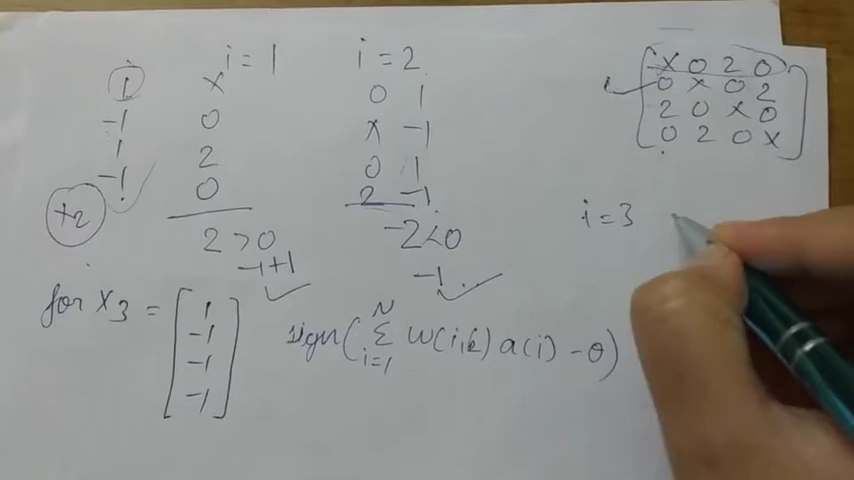 i = 1
1 x
-1 0
1 2
-1 0
+2
2 > 0
-1 +1
i = 2
0 1
x -1
0 1
2 -1
-2 < 0
-1
x 0 2 0
0 x 0 2
2 0 x 0
0 2 0 x
i = 3
for x3 = [1 -1 -1 -1]
sign( N Σ i=1 w(i,k) a(i) - θ)